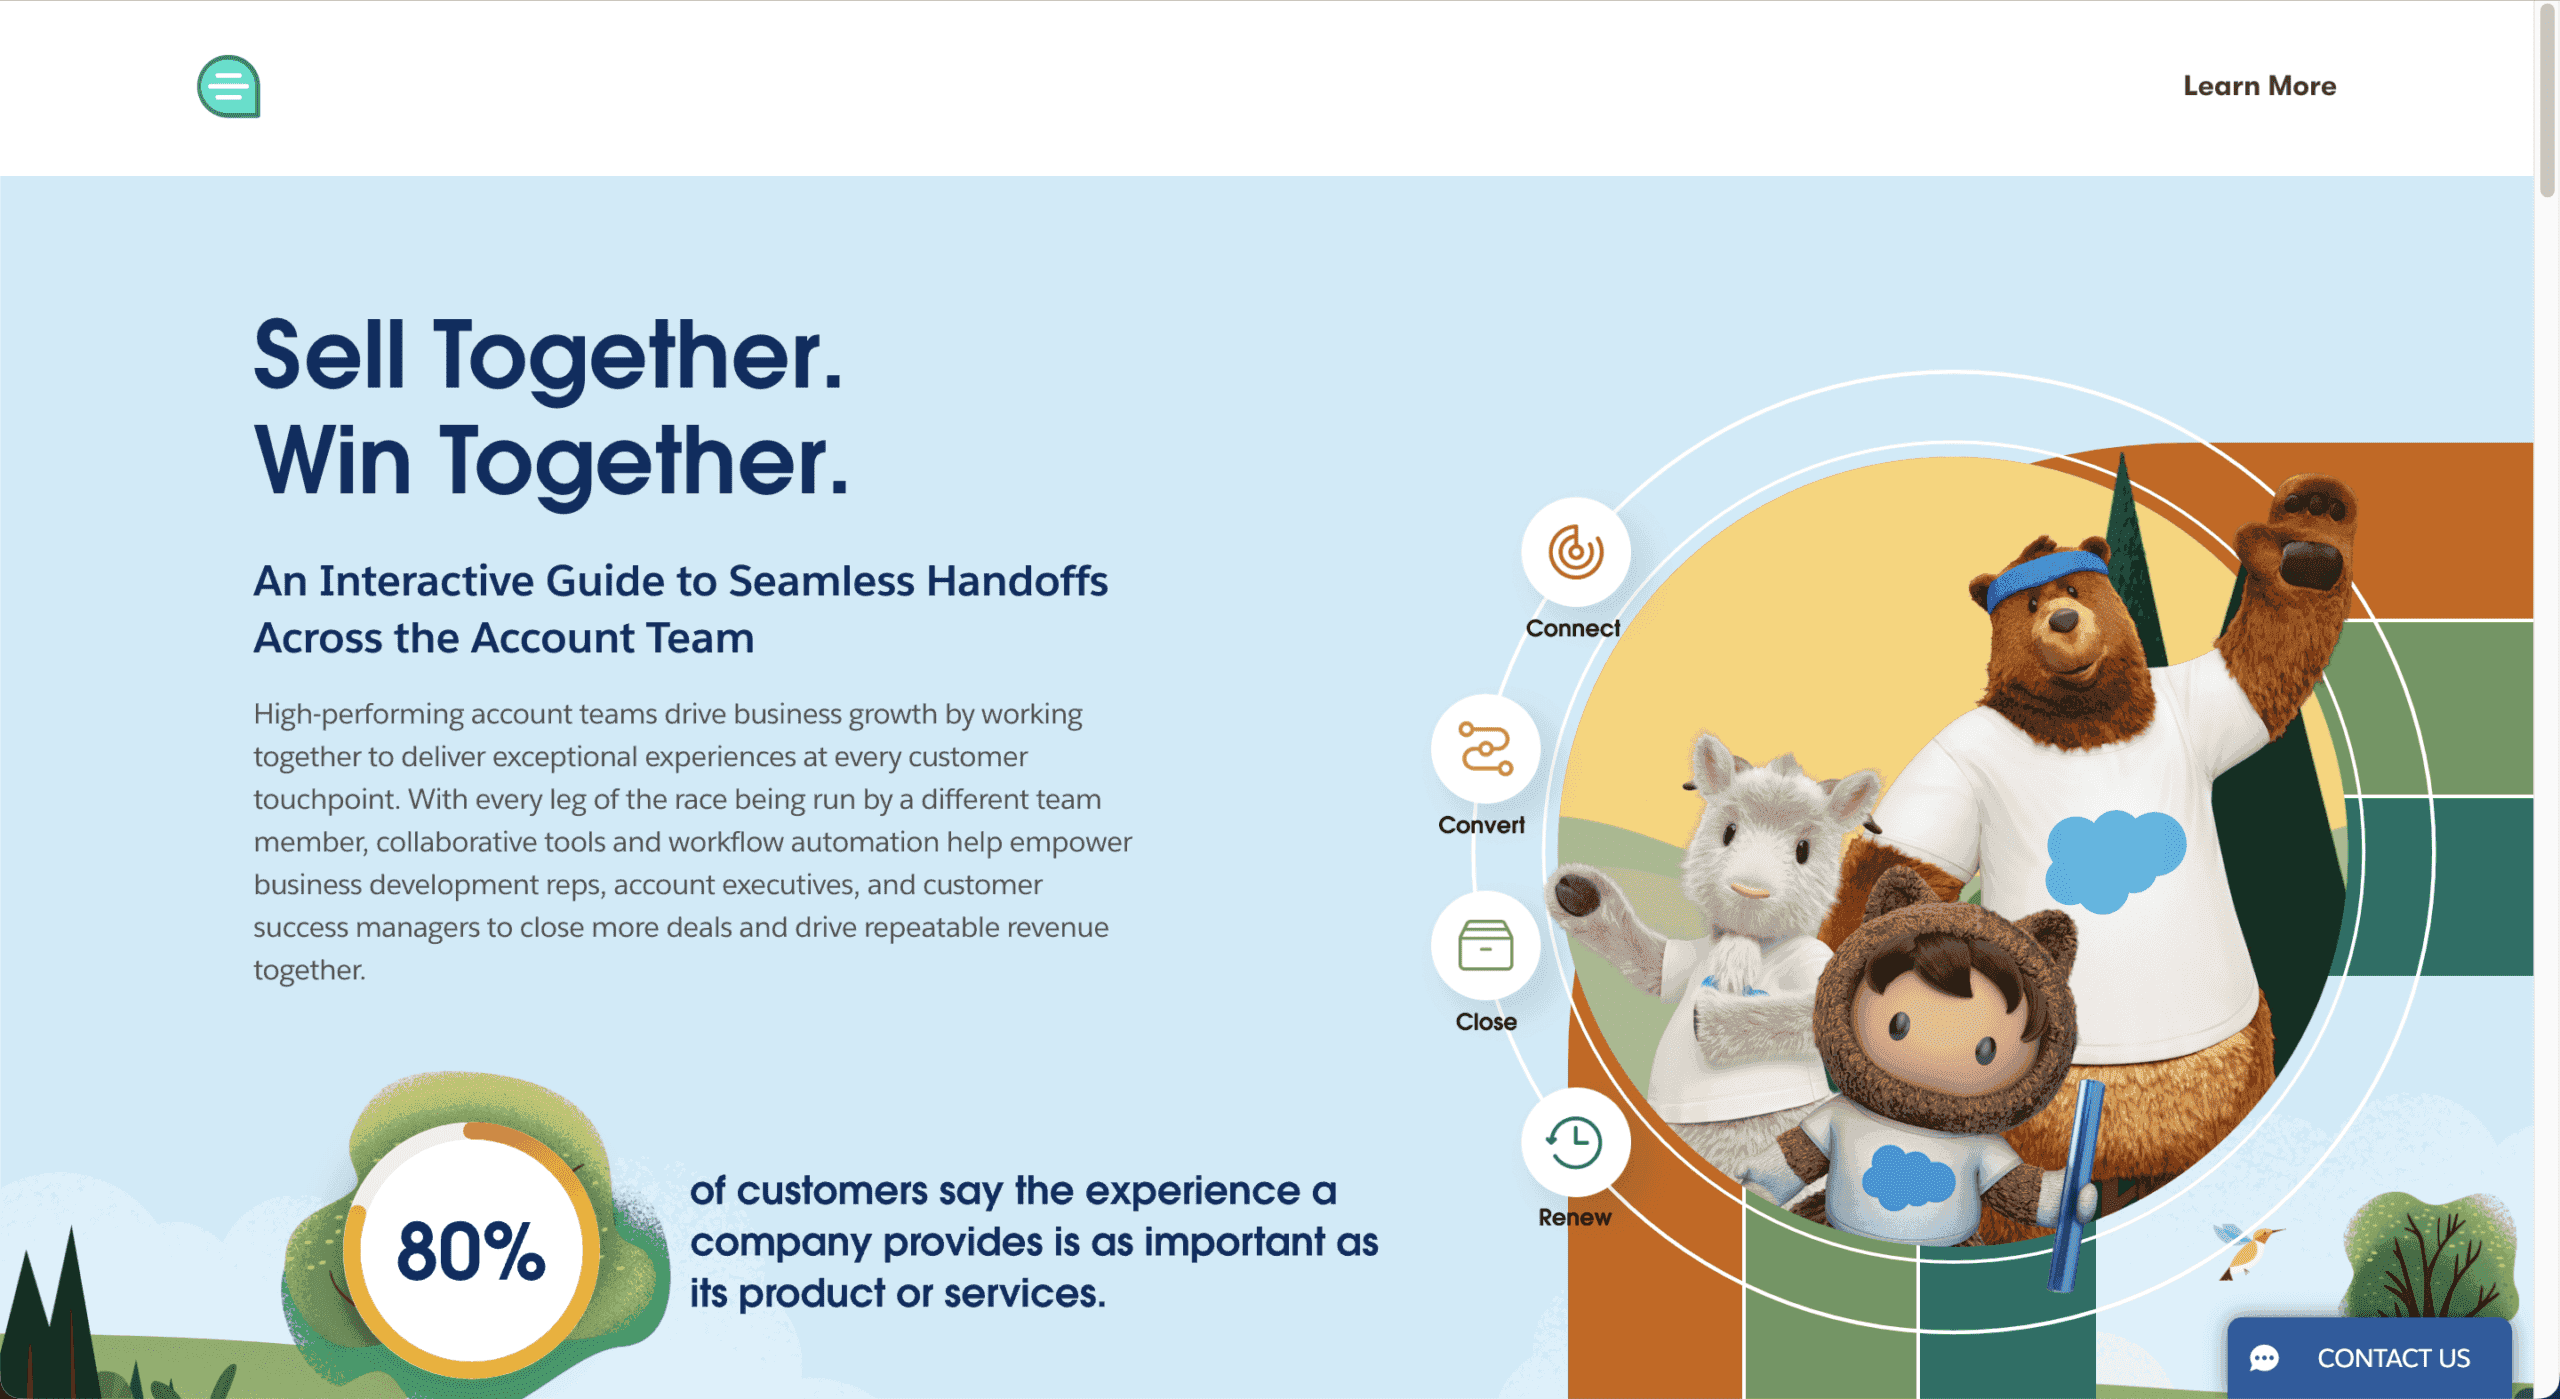 Learn More
Sell Together.
Win Together.
An Interactive Guide to Seamless Handoffs
Across the Account Team
High-performing account teams drive business growth by working
together to deliver exceptional experiences at every customer
touchpoint. With every leg of the race being run by a different team
member, collaborative tools and workflow automation help empower
business development reps, account executives, and customer
success managers to close more deals and drive repeatable revenue
together.
80%
of customers say the experience a
company provides is as important as
its product or services.
Connect
Convert
Close
Renew
CONTACT US